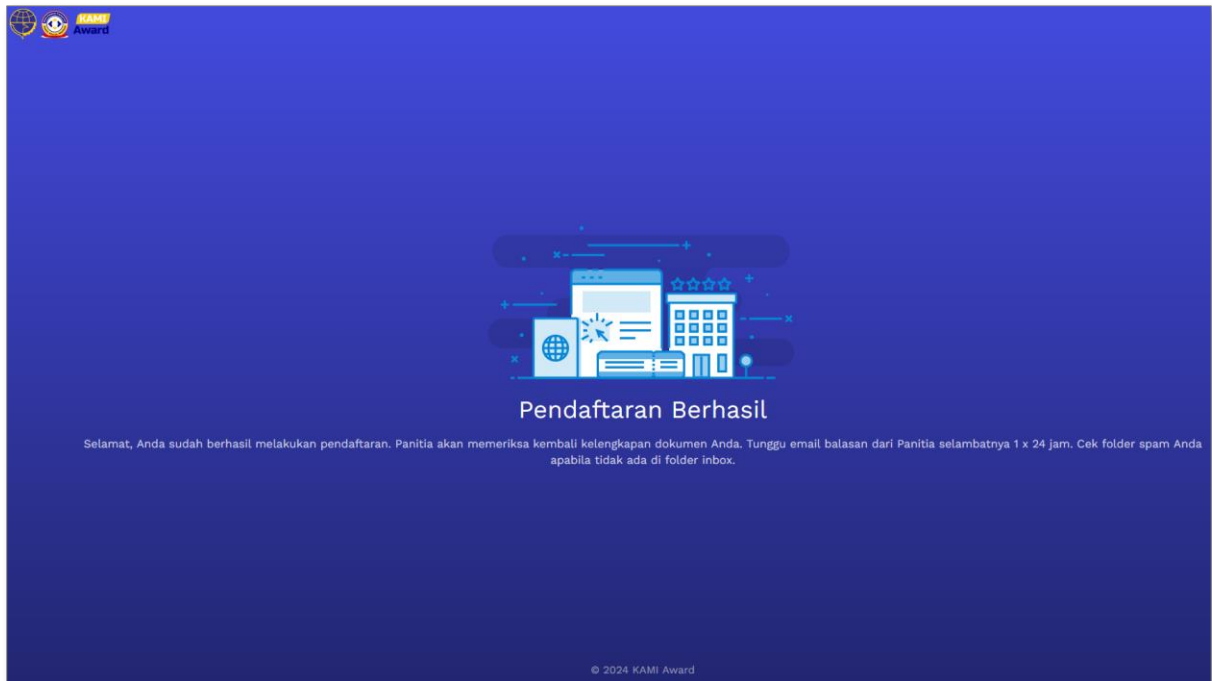 KAMI
Award
Pendaftaran Berhasil
Selamat, Anda sudah berhasil melakukan pendaftaran. Panitia akan memeriksa kembali kelengkapan dokumen Anda. Tunggu email balasan dari Panitia selambatnya 1 x 24 jam. Cek folder spam Anda
apabila tidak ada di folder inbox.
© 2024 KAMI Award